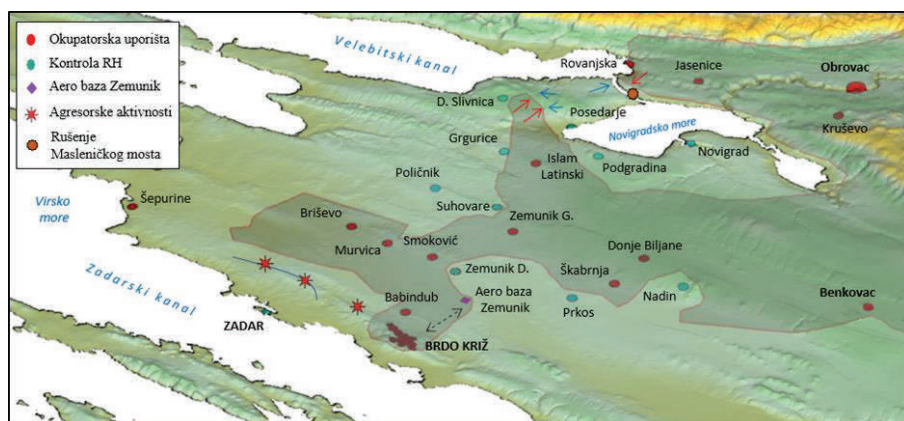 Okupatorska uporišta
Kontrola RH
Aero baza Zemunik
Agresorske aktivnosti
Rušenje
Masleničkog mosta
Velebitski kanal
Rovanjska
Jasenice
Obrovac
D. Slivnica
Posedarje
Kruševo
Novigradsko more
Grgurice
Islam
Latinski
Podgradina
Novigrad
Poličnik
Virsko
more
Šepurine
Suhovare
Briševo
Zemunik G.
Murvica
Smoković
Donje Biljane
Zadarski kanal
Zemunik D.
Škabrnja
Babindub
Aero baza
Zemunik
Nadin
Benkovac
Prkos
ZADAR
BRDO KRIŽ